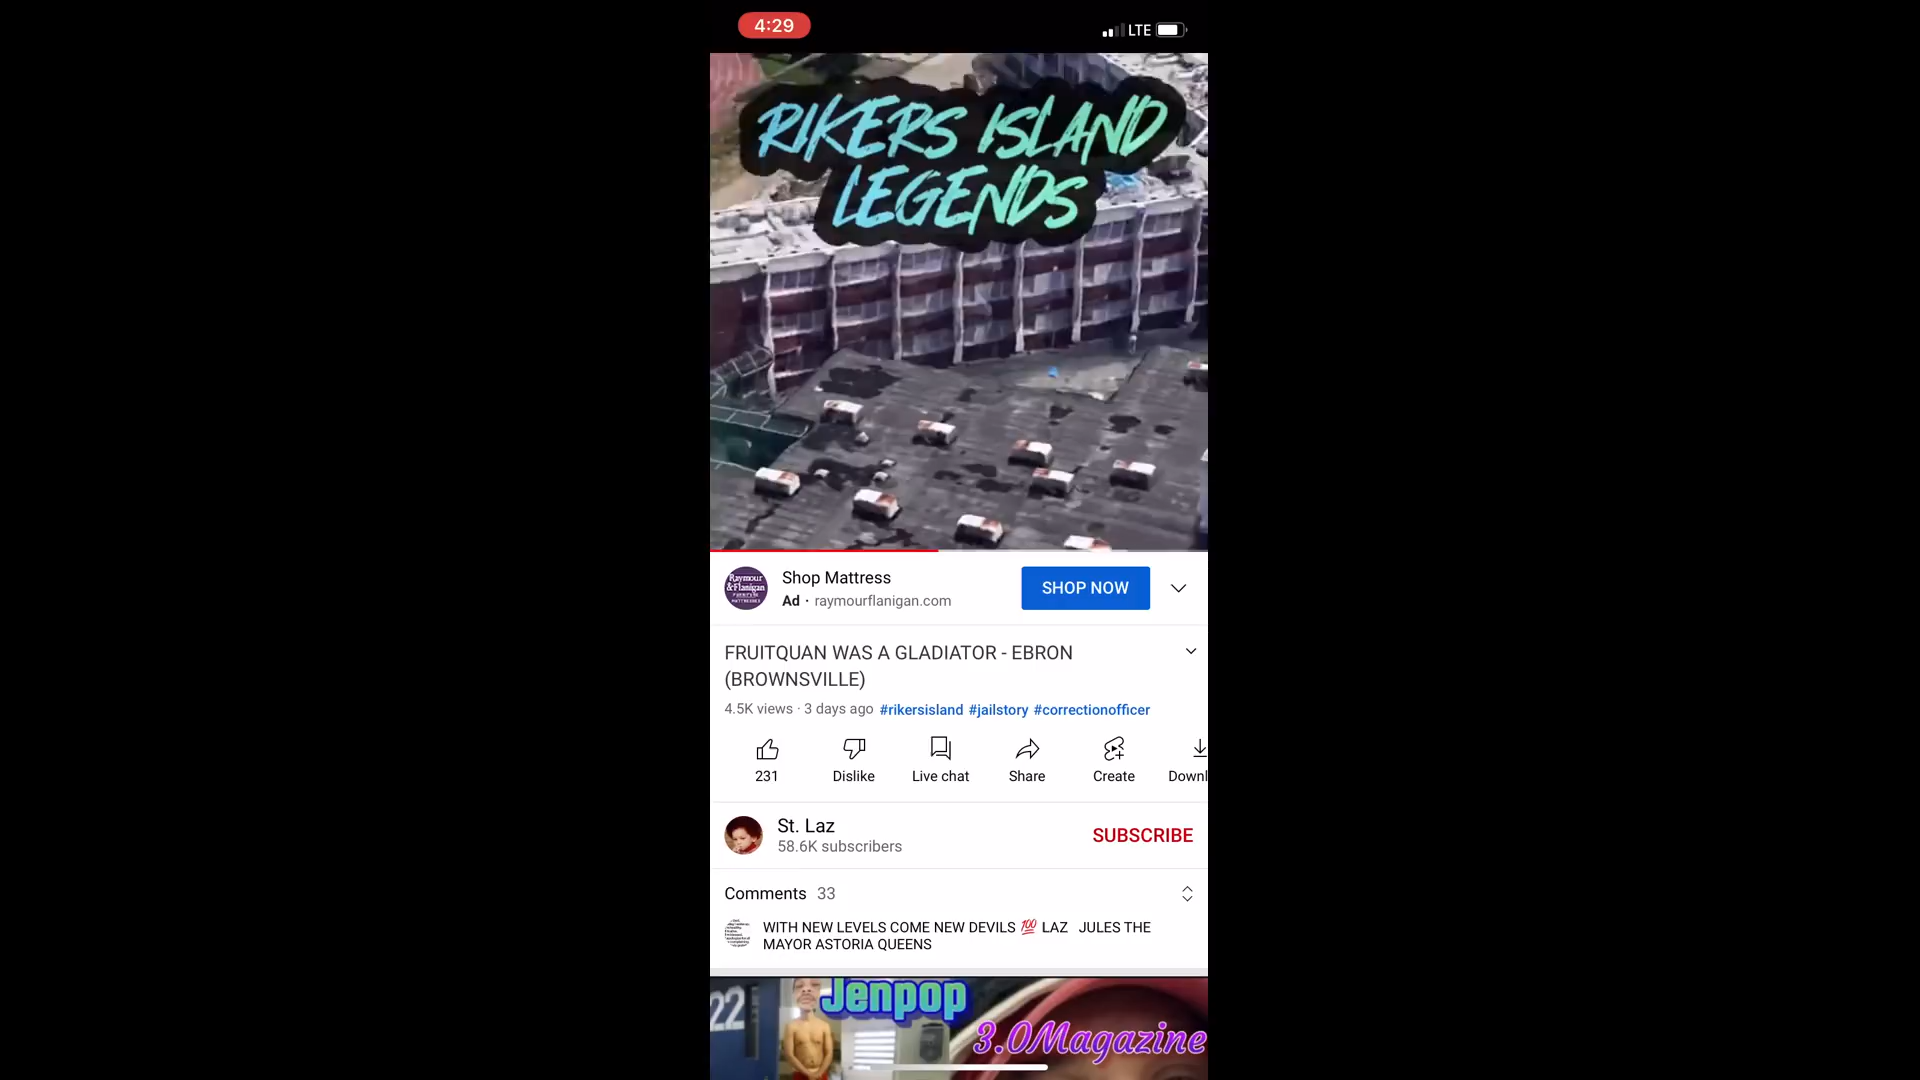 4:29
LTE
RIKERS ISLAND
LEGENDS
Raymour
&Flanigan
Shop Mattress
Ad · raymourflanigan.com
SHOP NOW
FRUITQUAN WAS A GLADIATOR - EBRON
(BROWNSVILLE)
4.5K views · 3 days ago #rikersisland #jailstory #correctionofficer
231
Dislike
Live chat
Share
Create
Downl
St. Laz
58.6K subscribers
SUBSCRIBE
Comments 33
WITH NEW LEVELS COME NEW DEVILS 💯 LAZ JULES THE
MAYOR ASTORIA QUEENS
22
Jenpop
3.0Magazine